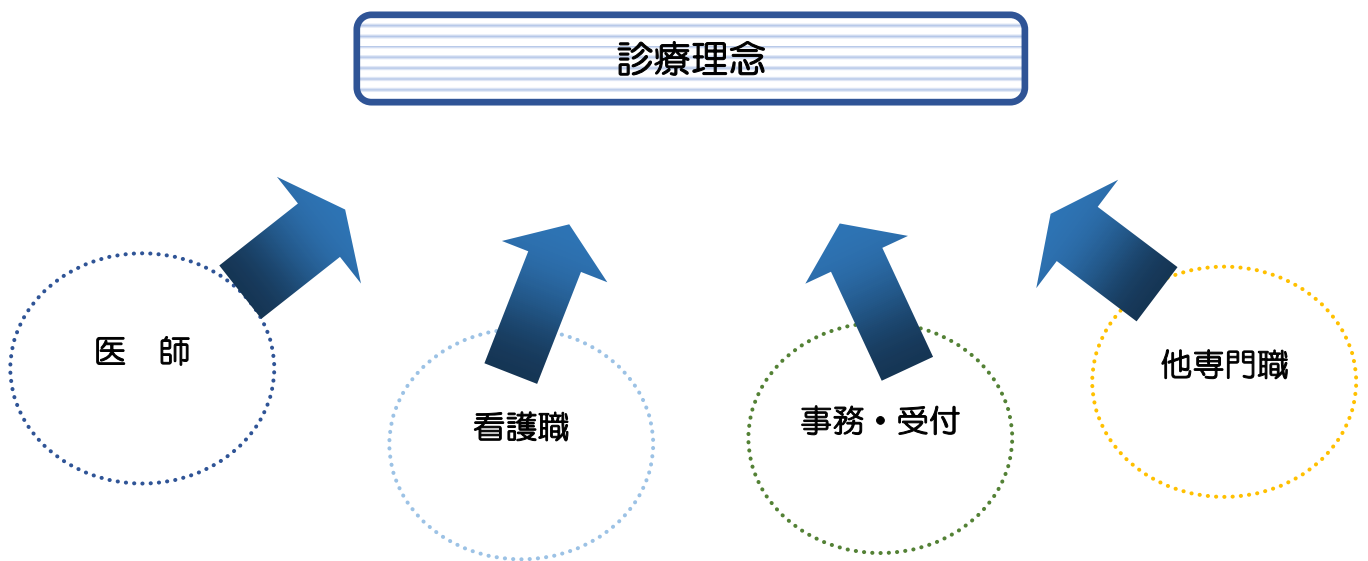 診療理念
医　師
看護職
事務・受付
他専門職